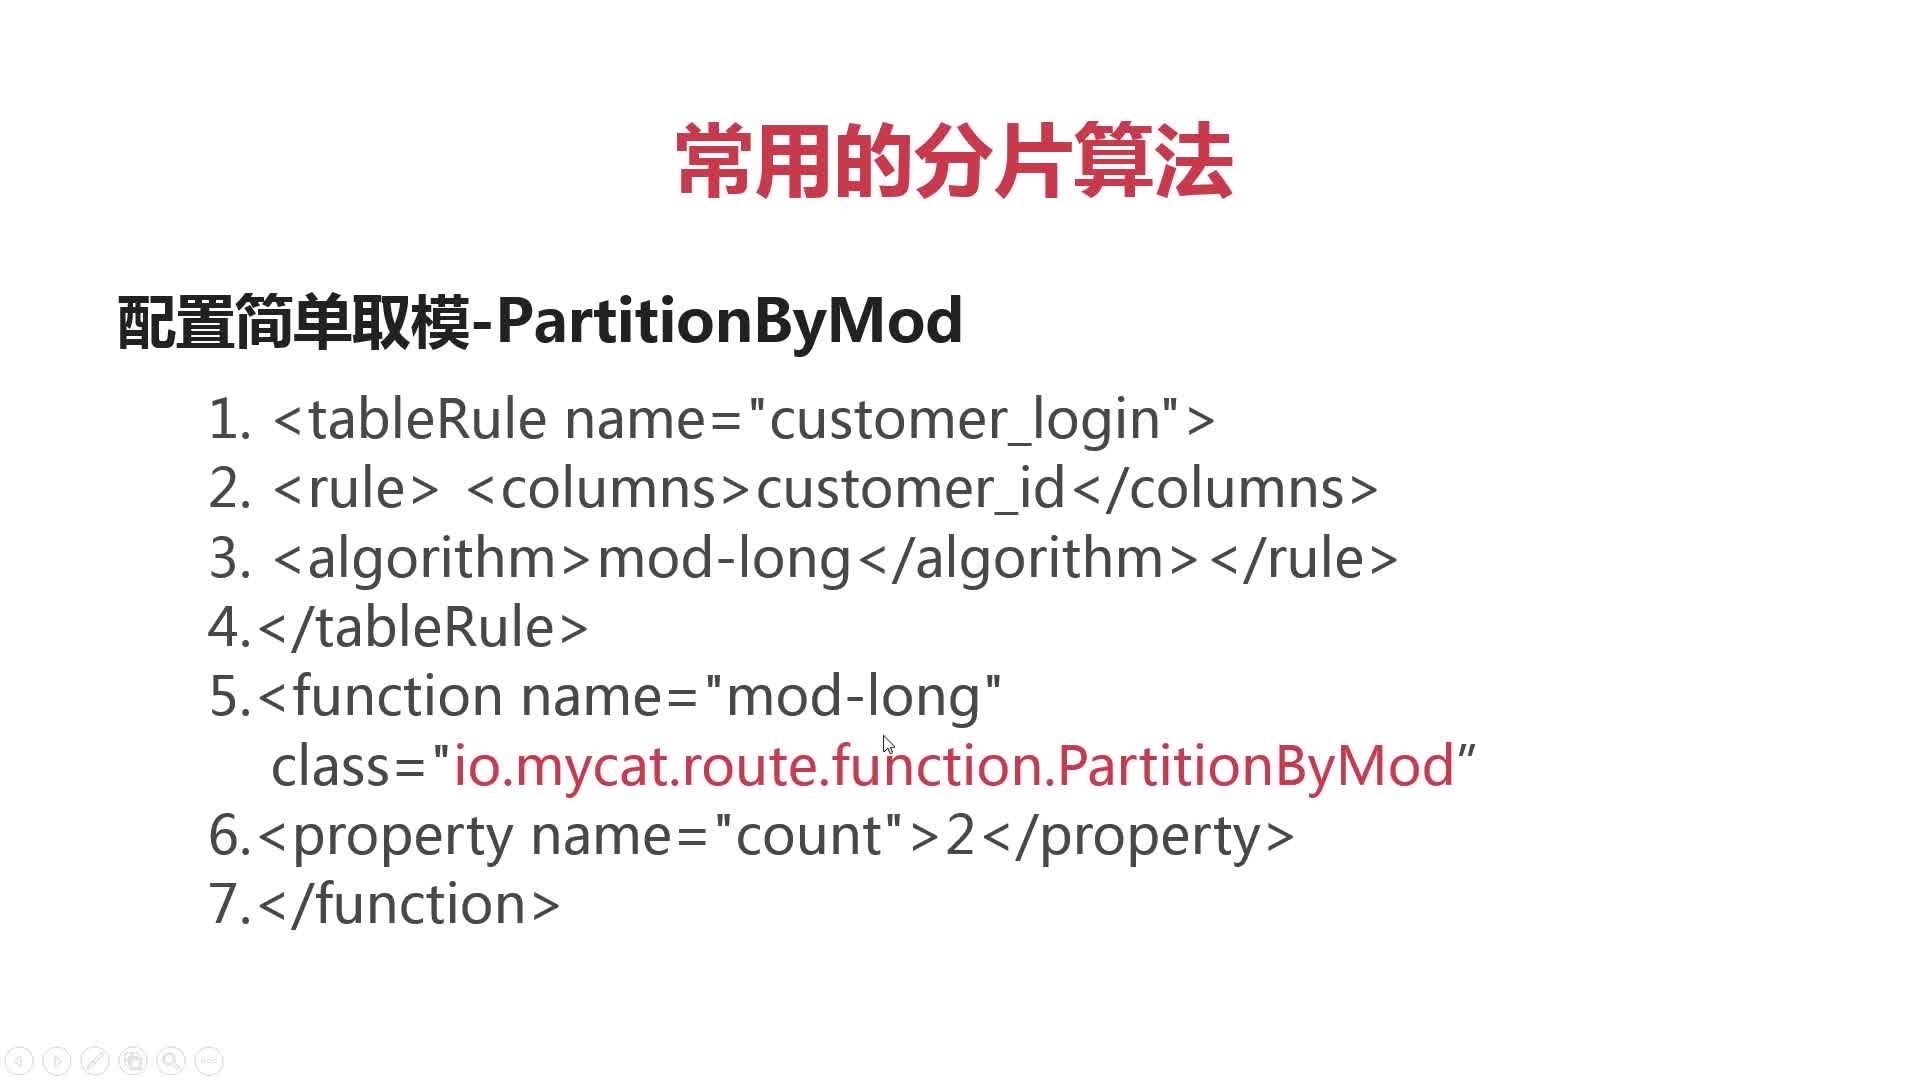 常用的分片算法
配置简单取模-PartitionByMod
1. <tableRule name="customer_login">
2. <rule> <columns>customer_id</columns>
3. <algorithm>mod-long</algorithm></rule>
4.</tableRule>
5.<function name="mod-long"
class="io.mycat.route.function.PartitionByMod”
6.<property name="count">2</property>
7.</function>